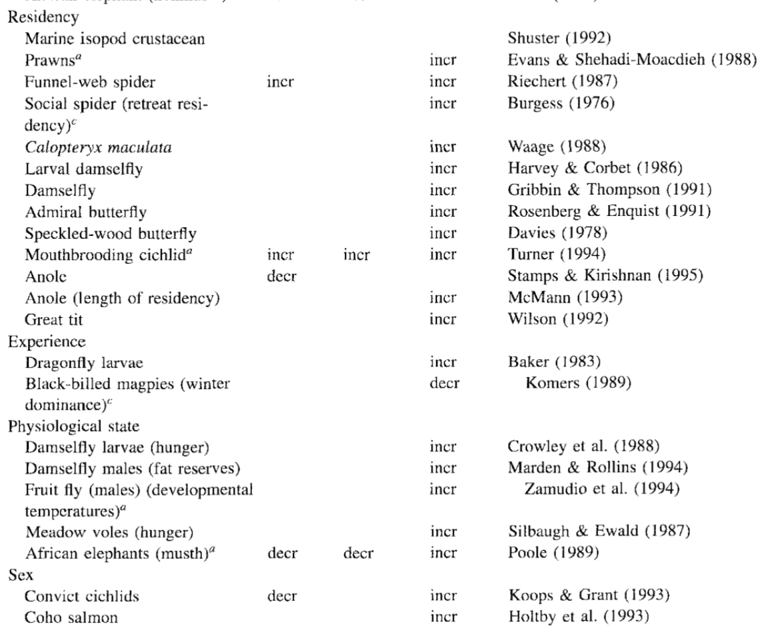 Residency
Marine isopod crustacean Shuster (1992)
Prawnsᵃ incr Evans & Shehadi-Moacdieh (1988)
Funnel-web spider incr incr Riechert (1987)
Social spider (retreat resi- incr Burgess (1976)
dency)ᶜ
Calopteryx maculata incr Waage (1988)
Larval damselfly incr Harvey & Corbet (1986)
Damselfly incr Gribbin & Thompson (1991)
Admiral butterfly incr Rosenberg & Enquist (1991)
Speckled-wood butterfly incr Davies (1978)
Mouthbrooding cichlidᵃ incr incr incr Turner (1994)
Anole decr Stamps & Kirishnan (1995)
Anole (length of residency) incr McMann (1993)
Great tit incr Wilson (1992)
Experience
Dragonfly larvae incr Baker (1983)
Black-billed magpies (winter decr Komers (1989)
dominance)ᶜ
Physiological state
Damselfly larvae (hunger) incr Crowley et al. (1988)
Damselfly males (fat reserves) incr Marden & Rollins (1994)
Fruit fly (males) (developmental incr Zamudio et al. (1994)
temperatures)ᵃ
Meadow voles (hunger) incr Silbaugh & Ewald (1987)
African elephants (musth)ᵃ decr decr incr Poole (1989)
Sex
Convict cichlids decr incr Koops & Grant (1993)
Coho salmon incr Holtby et al. (1993)